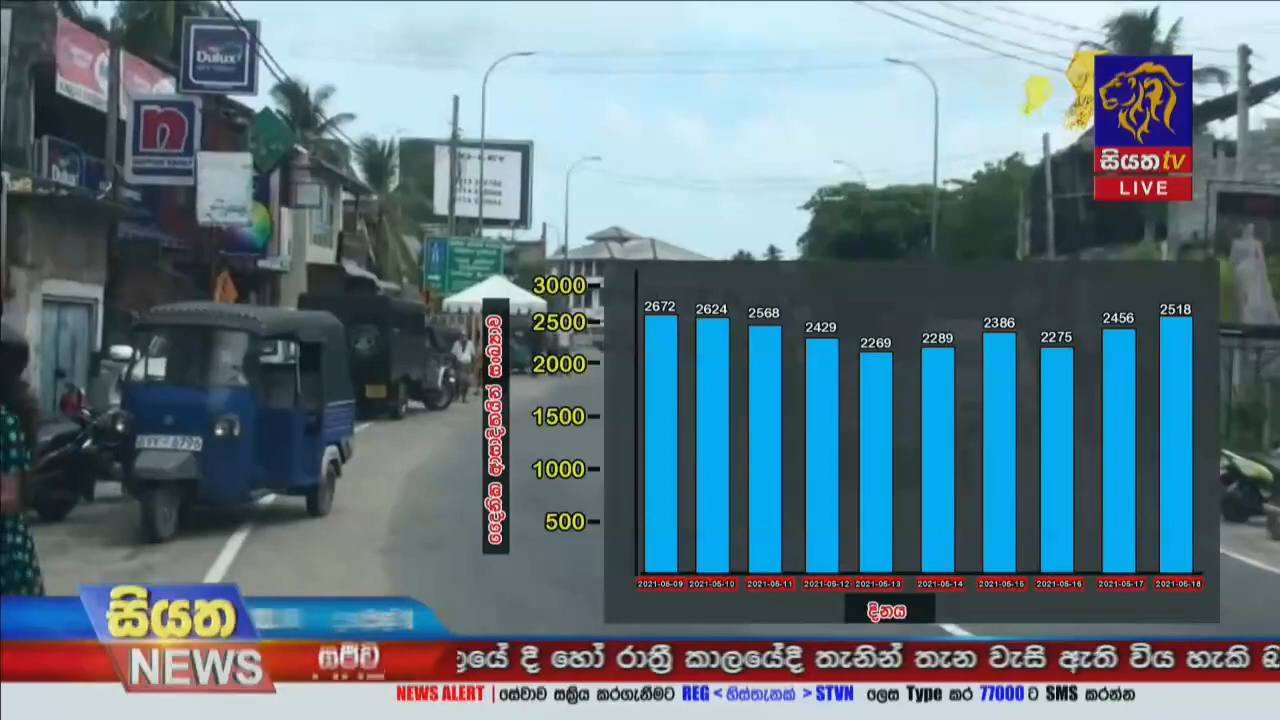 Dulux
n
සියත tv
LIVE
දෛනික ආසාදිතයින් සංඛ්‍යාව
3000
2500
2000
1500
1000
500
2672 2624 2568 2429 2269 2289 2386 2275 2456 2518
2021-05-09 2021-05-10 2021-05-11 2021-05-12 2021-05-13 2021-05-14 2021-05-15 2021-05-16 2021-05-17 2021-05-18
දිනය
සියත
NEWS
සජීව
දී හෝ රාත්‍රී කාලයේදී තැනින් තැන වැසි ඇති විය හැකි බ
NEWS ALERT | සේවාව සක්‍රීය කරගැනීමට REG < හිස්තැනක් > STVN ලෙස Type කර 77000 ට SMS කරන්න